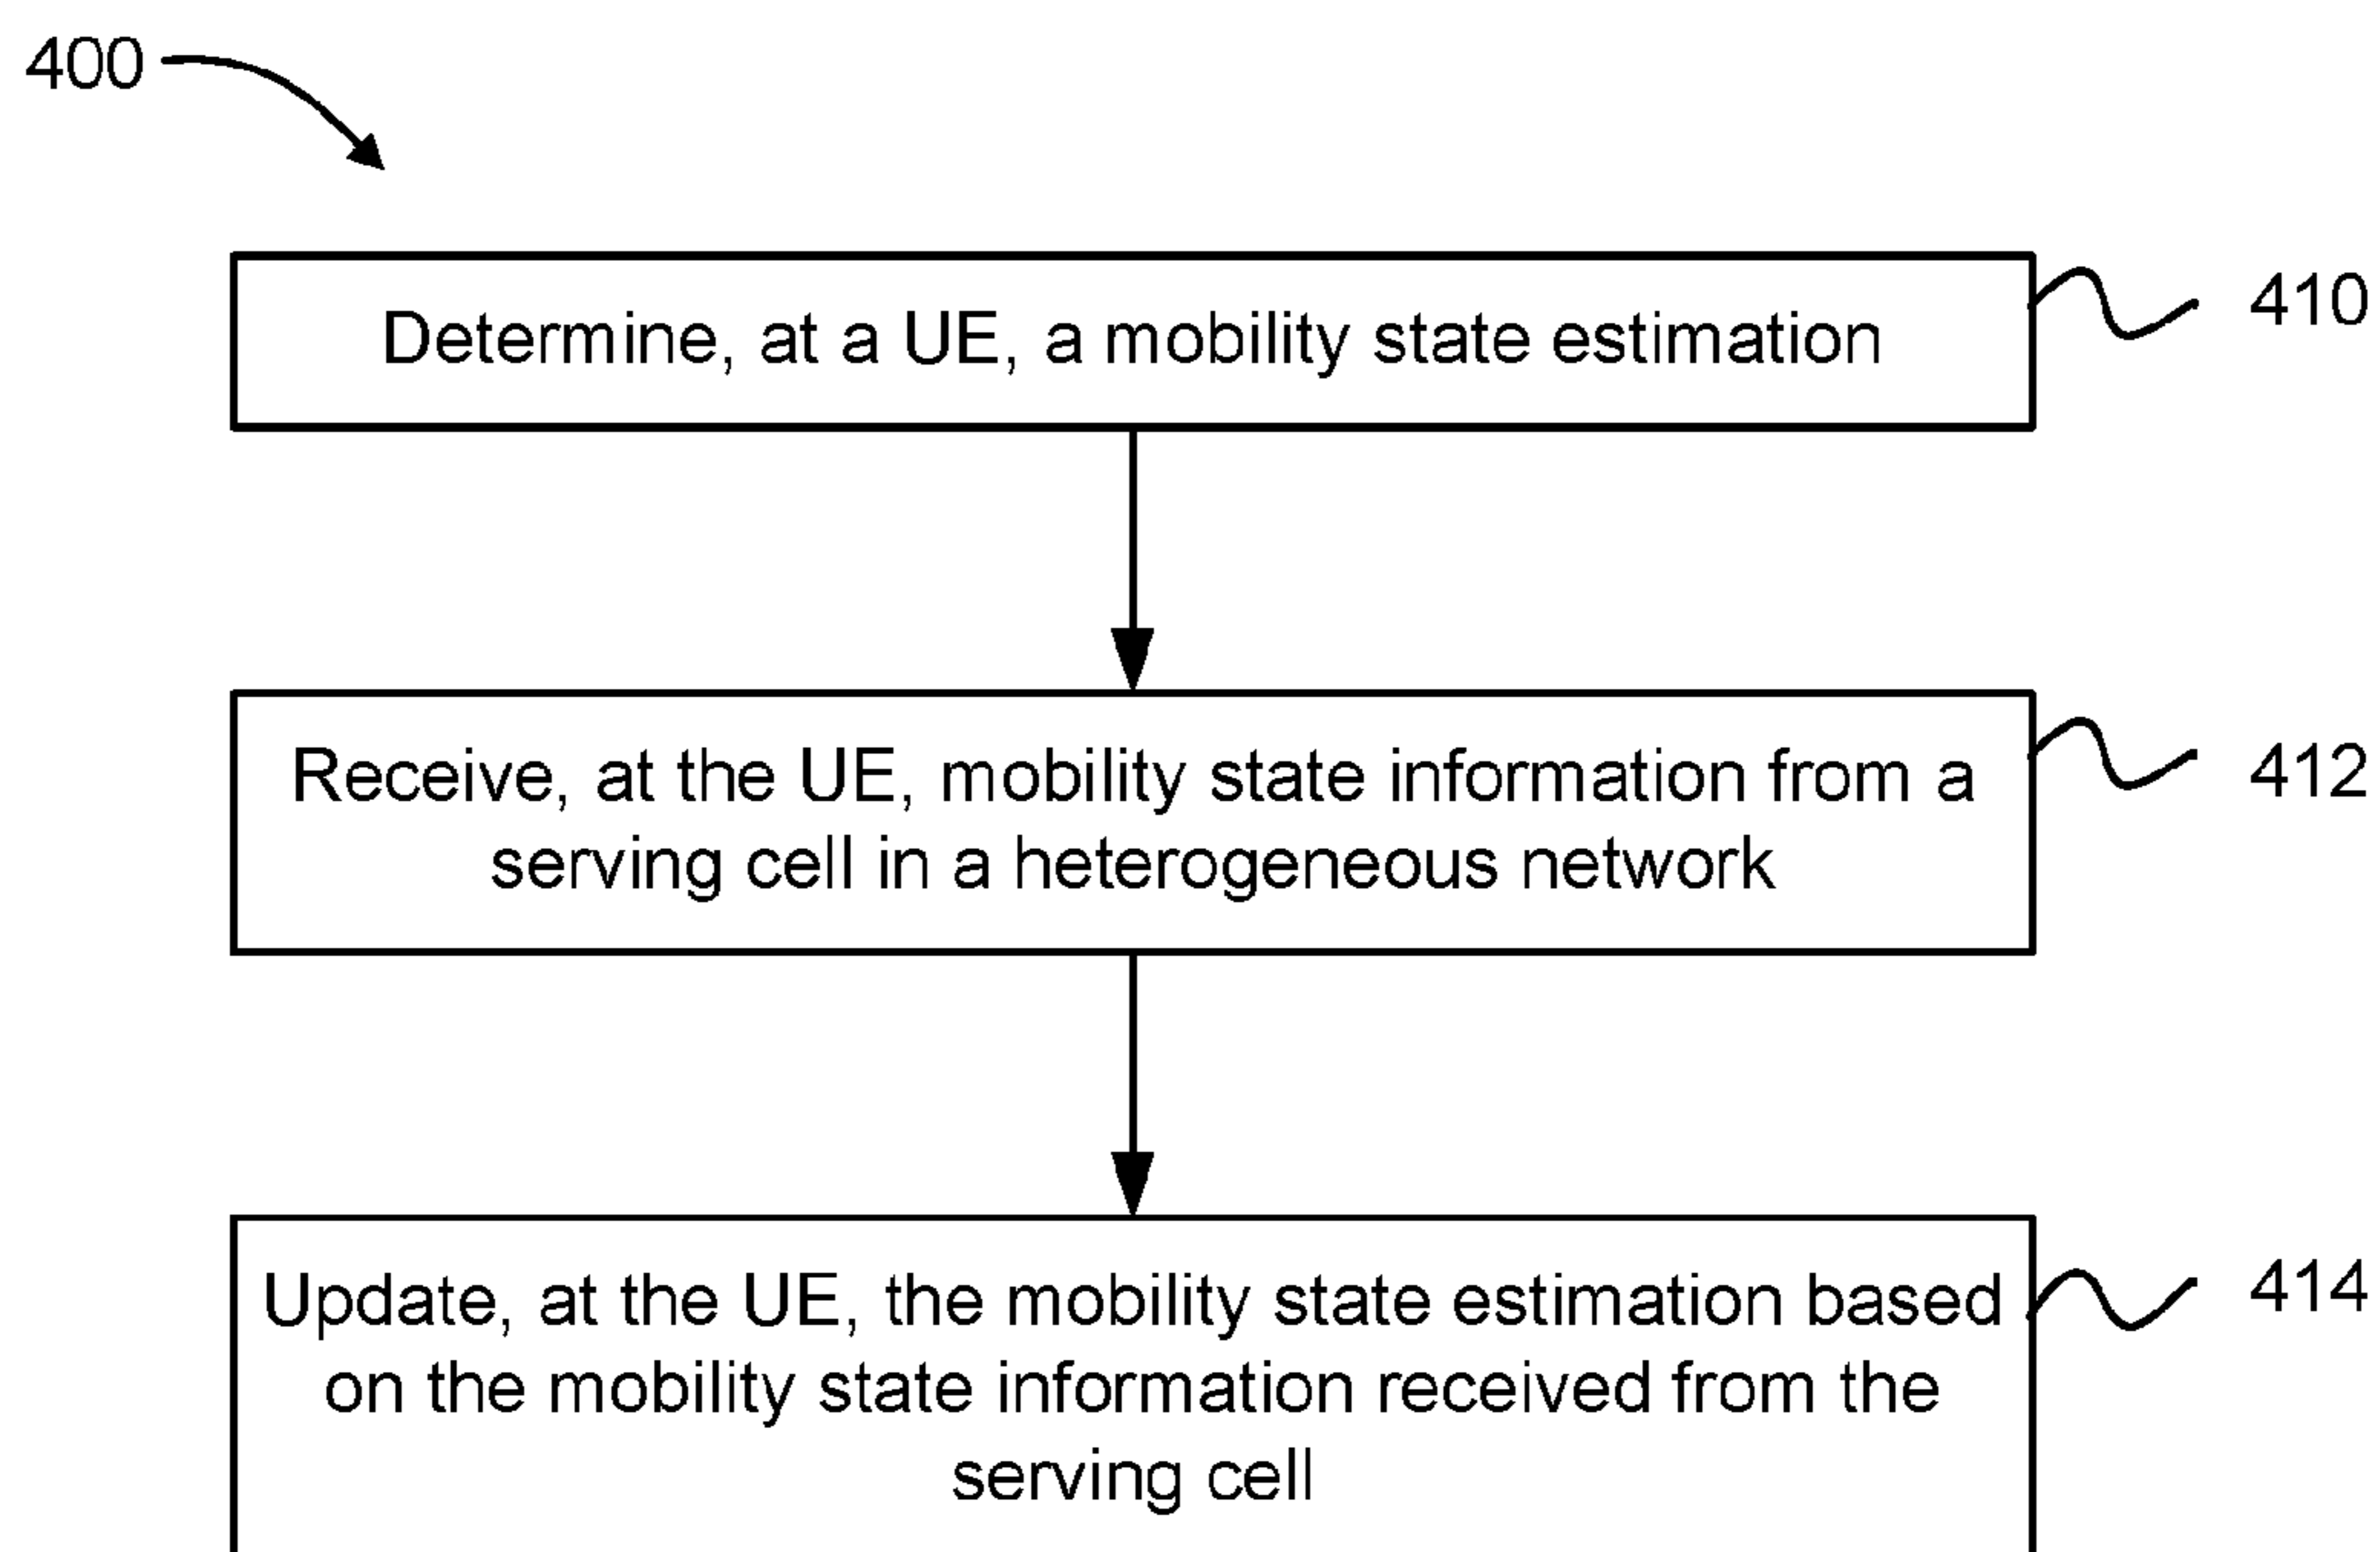 400
Determine, at a UE, a mobility state estimation
410
Receive, at the UE, mobility state information from a
serving cell in a heterogeneous network
412
Update, at the UE, the mobility state estimation based
on the mobility state information received from the
serving cell
414